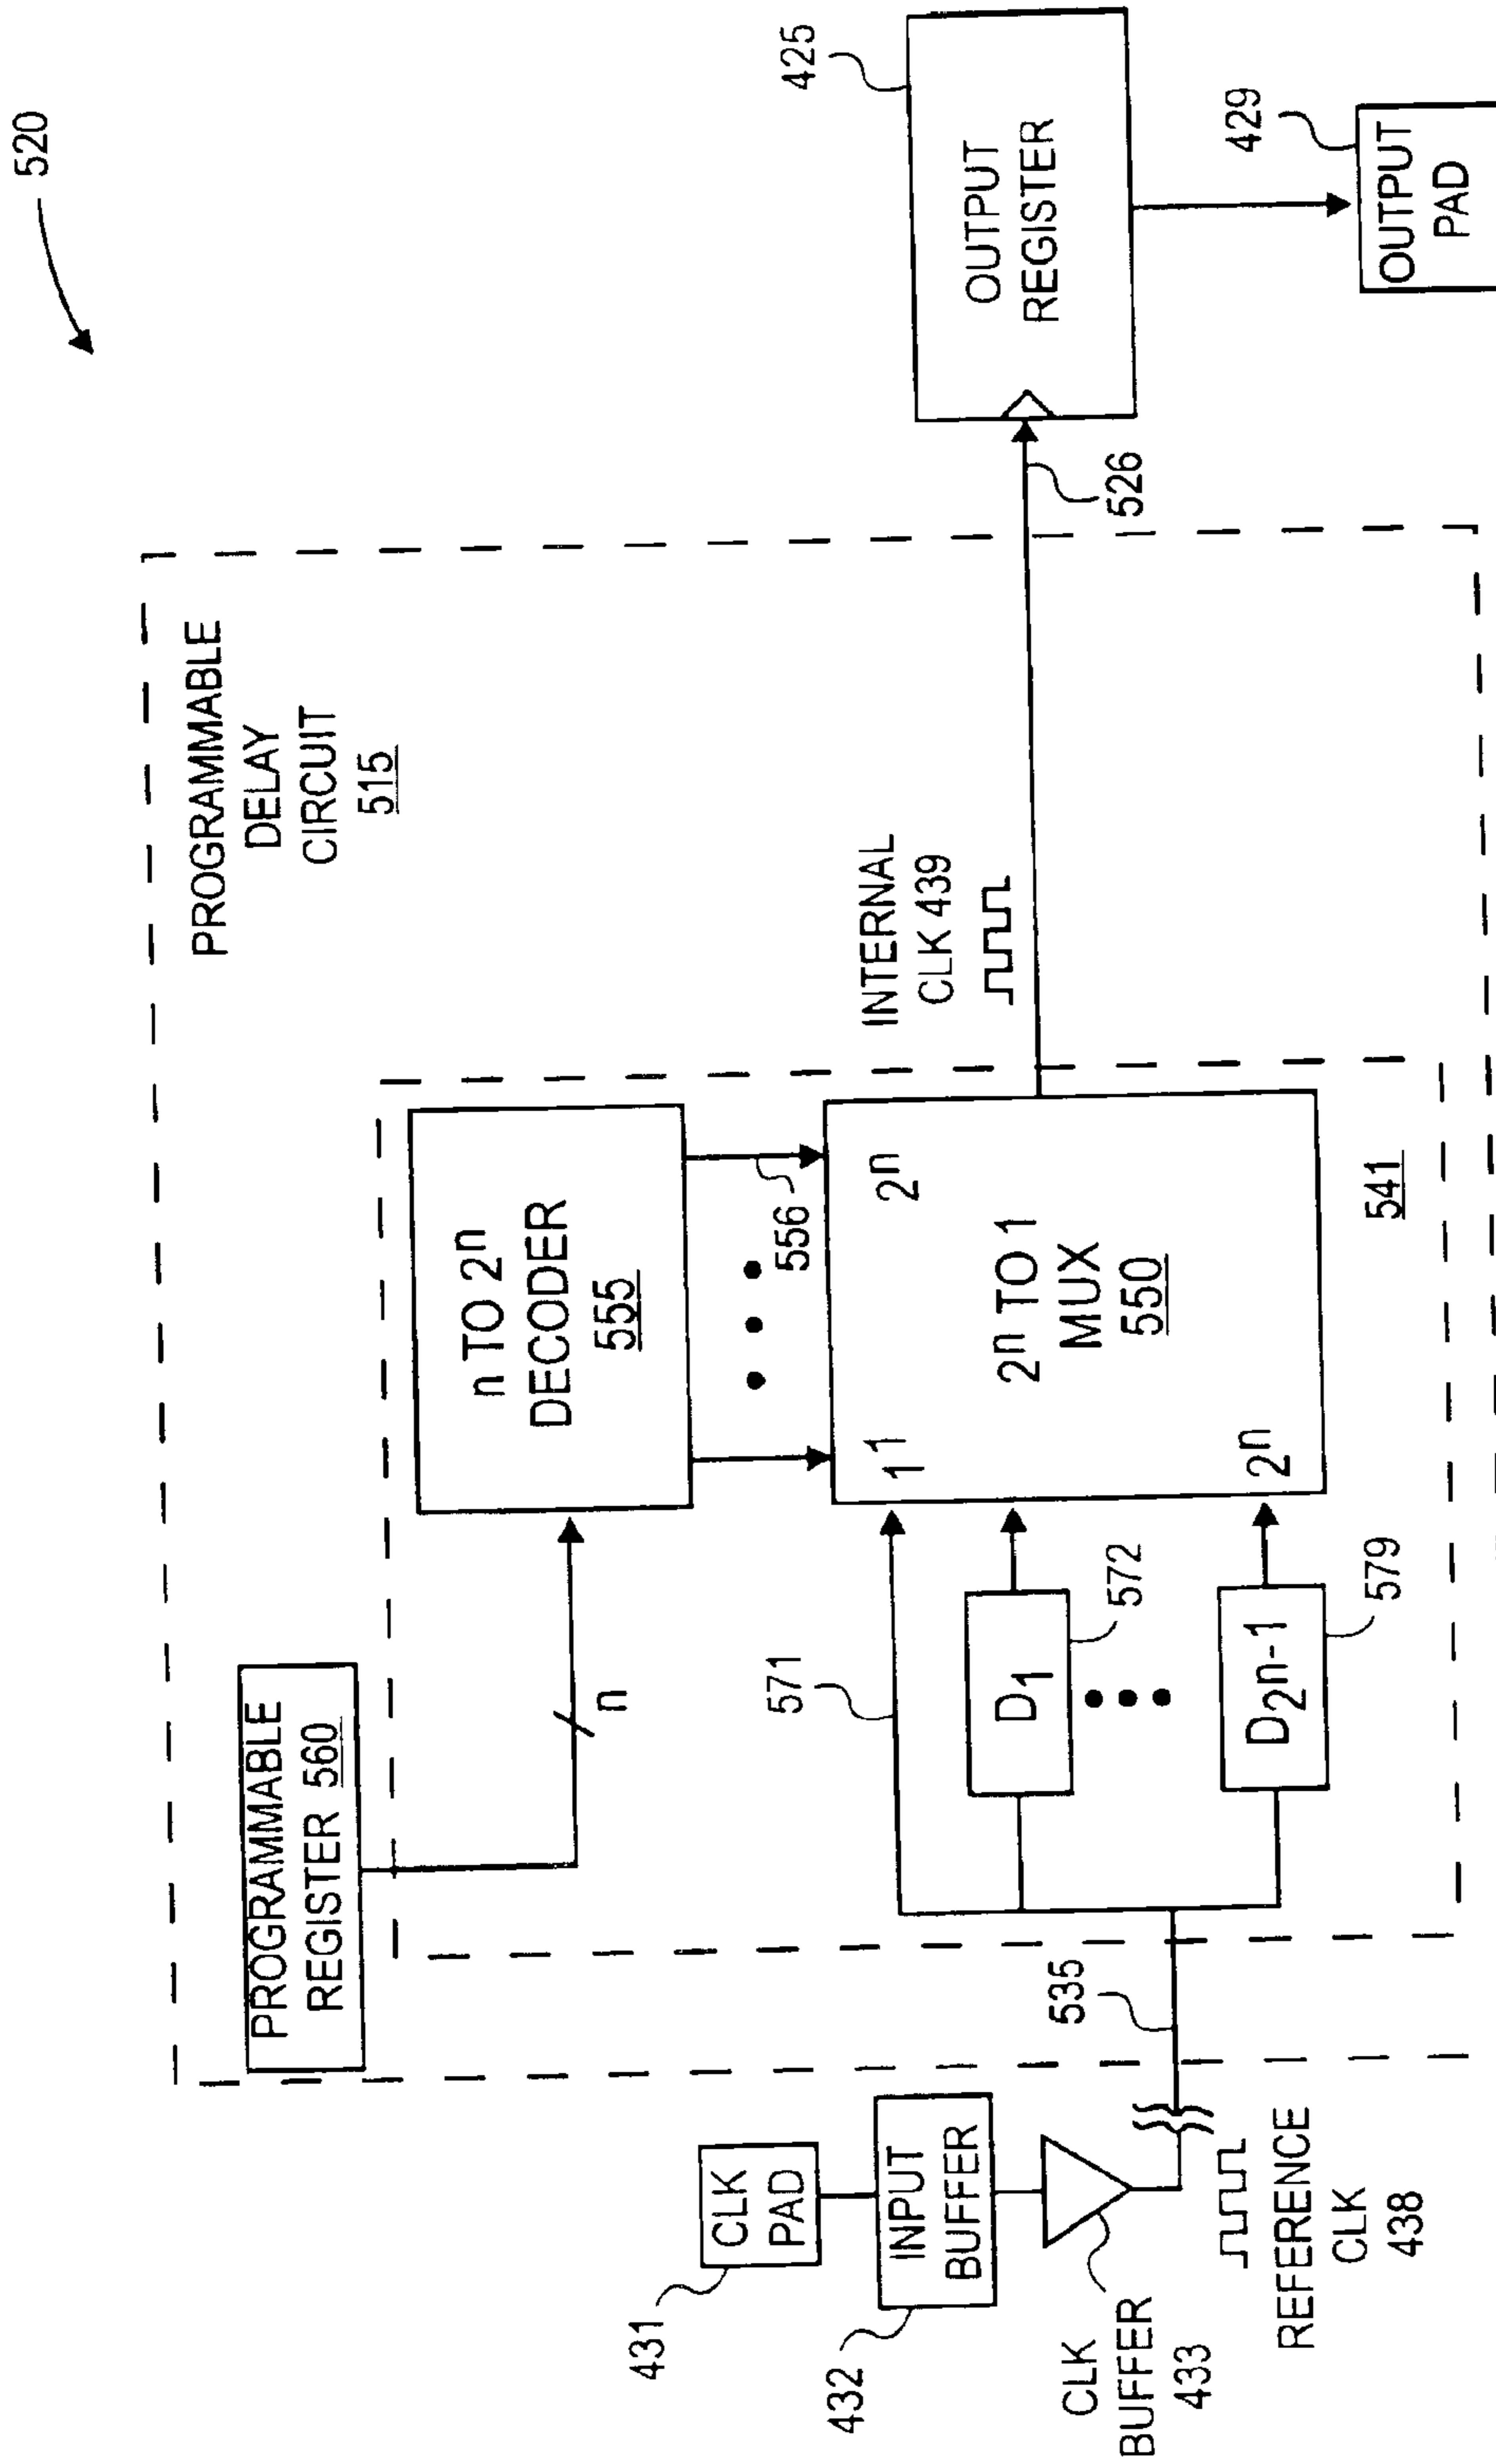 520
PROGRAMMABLE
DELAY
CIRCUIT
515
PROGRAMMABLE
REGISTER 560
n
n TO 2ⁿ
DECODER
555
556
425
OUTPUT
REGISTER
429
OUTPUT
PAD
526
INTERNAL
CLK 439
1
1
2ⁿ
2ⁿ TO 1
MUX
550
2ⁿ
541
571
D₁
572
D₂n-1
579
535
431
CLK
PAD
432
INPUT
BUFFER
CLK
BUFFER
433
REFERENCE
CLK
438